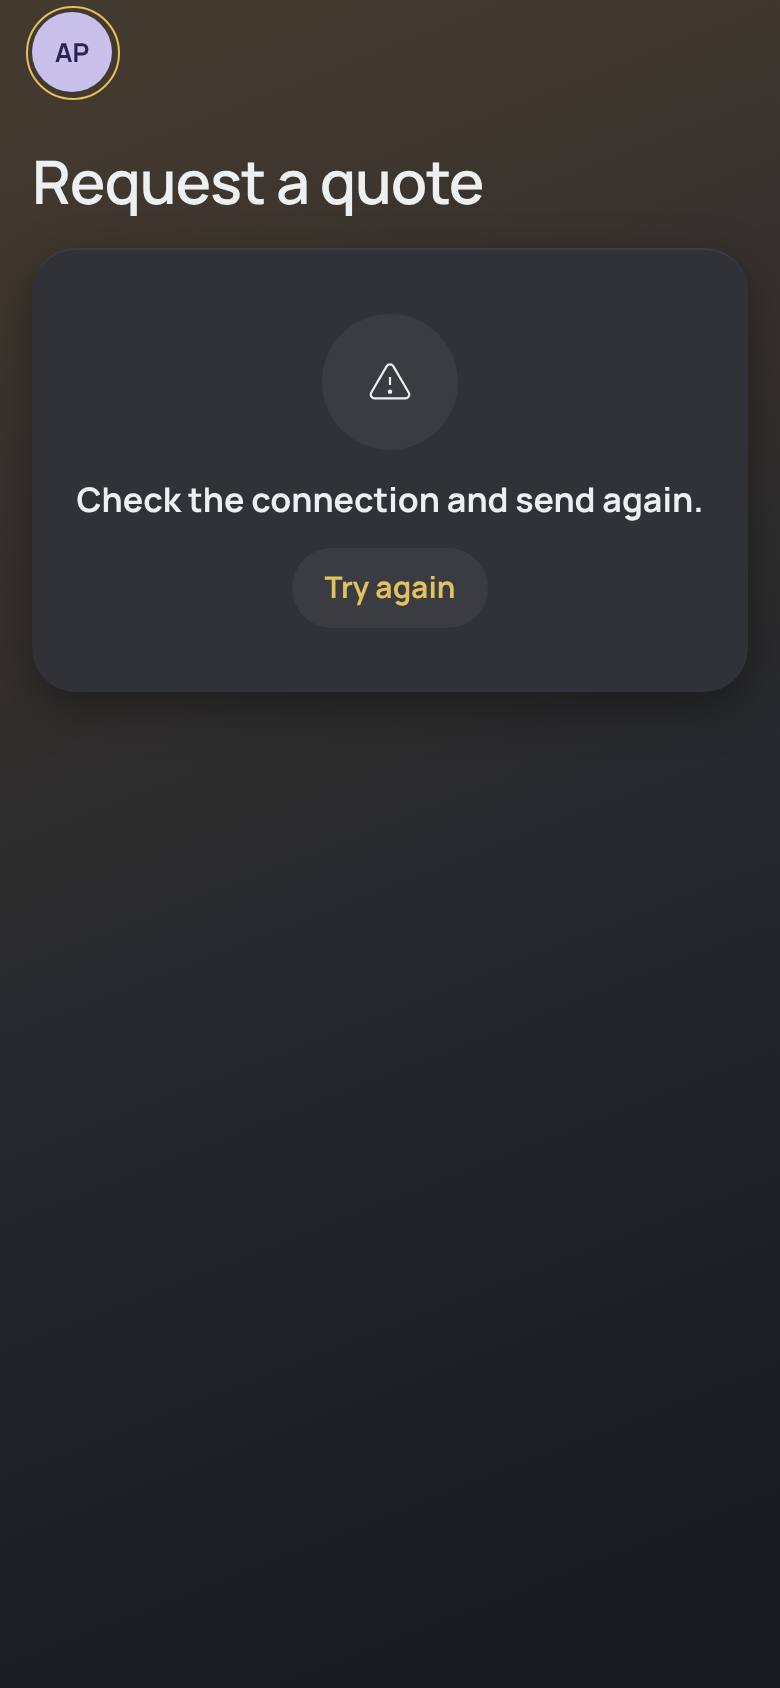 AP
Request a quote
Check the connection and send again.
Try again